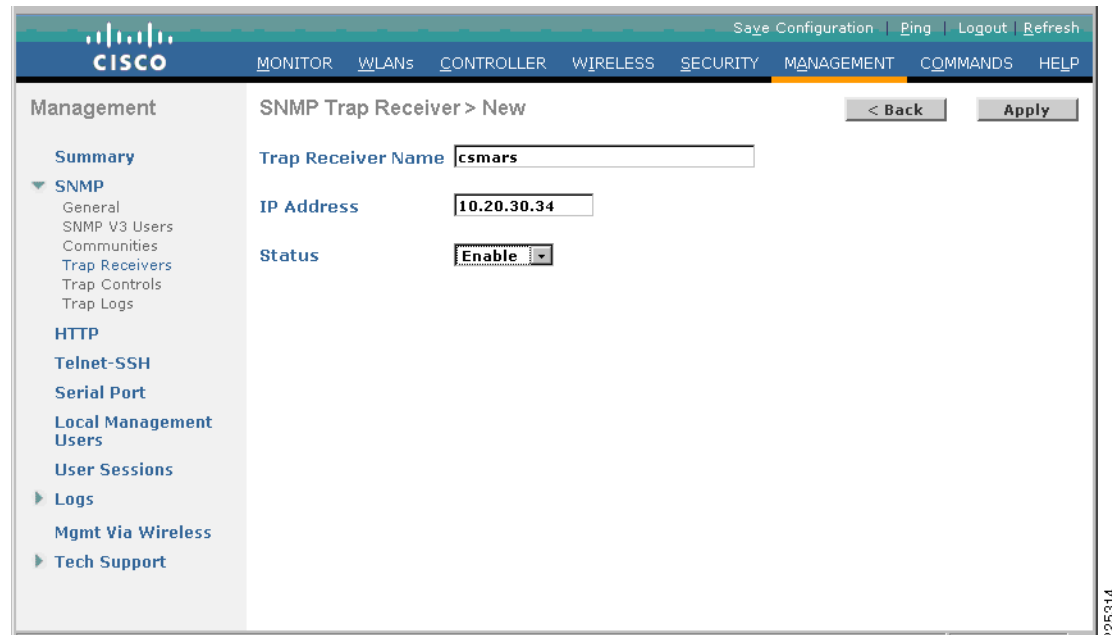 Save Configuration | Ping | Logout | Refresh
CISCO
MONITOR WLANs CONTROLLER WIRELESS SECURITY MANAGEMENT COMMANDS HELP
Management
SNMP Trap Receiver > New
< Back
Apply
Summary
SNMP
General
SNMP V3 Users
Communities
Trap Receivers
Trap Controls
Trap Logs
HTTP
Telnet-SSH
Serial Port
Local Management
Users
User Sessions
Logs
Mgmt Via Wireless
Tech Support
Trap Receiver Name csmars
IP Address 10.20.30.34
Status Enable